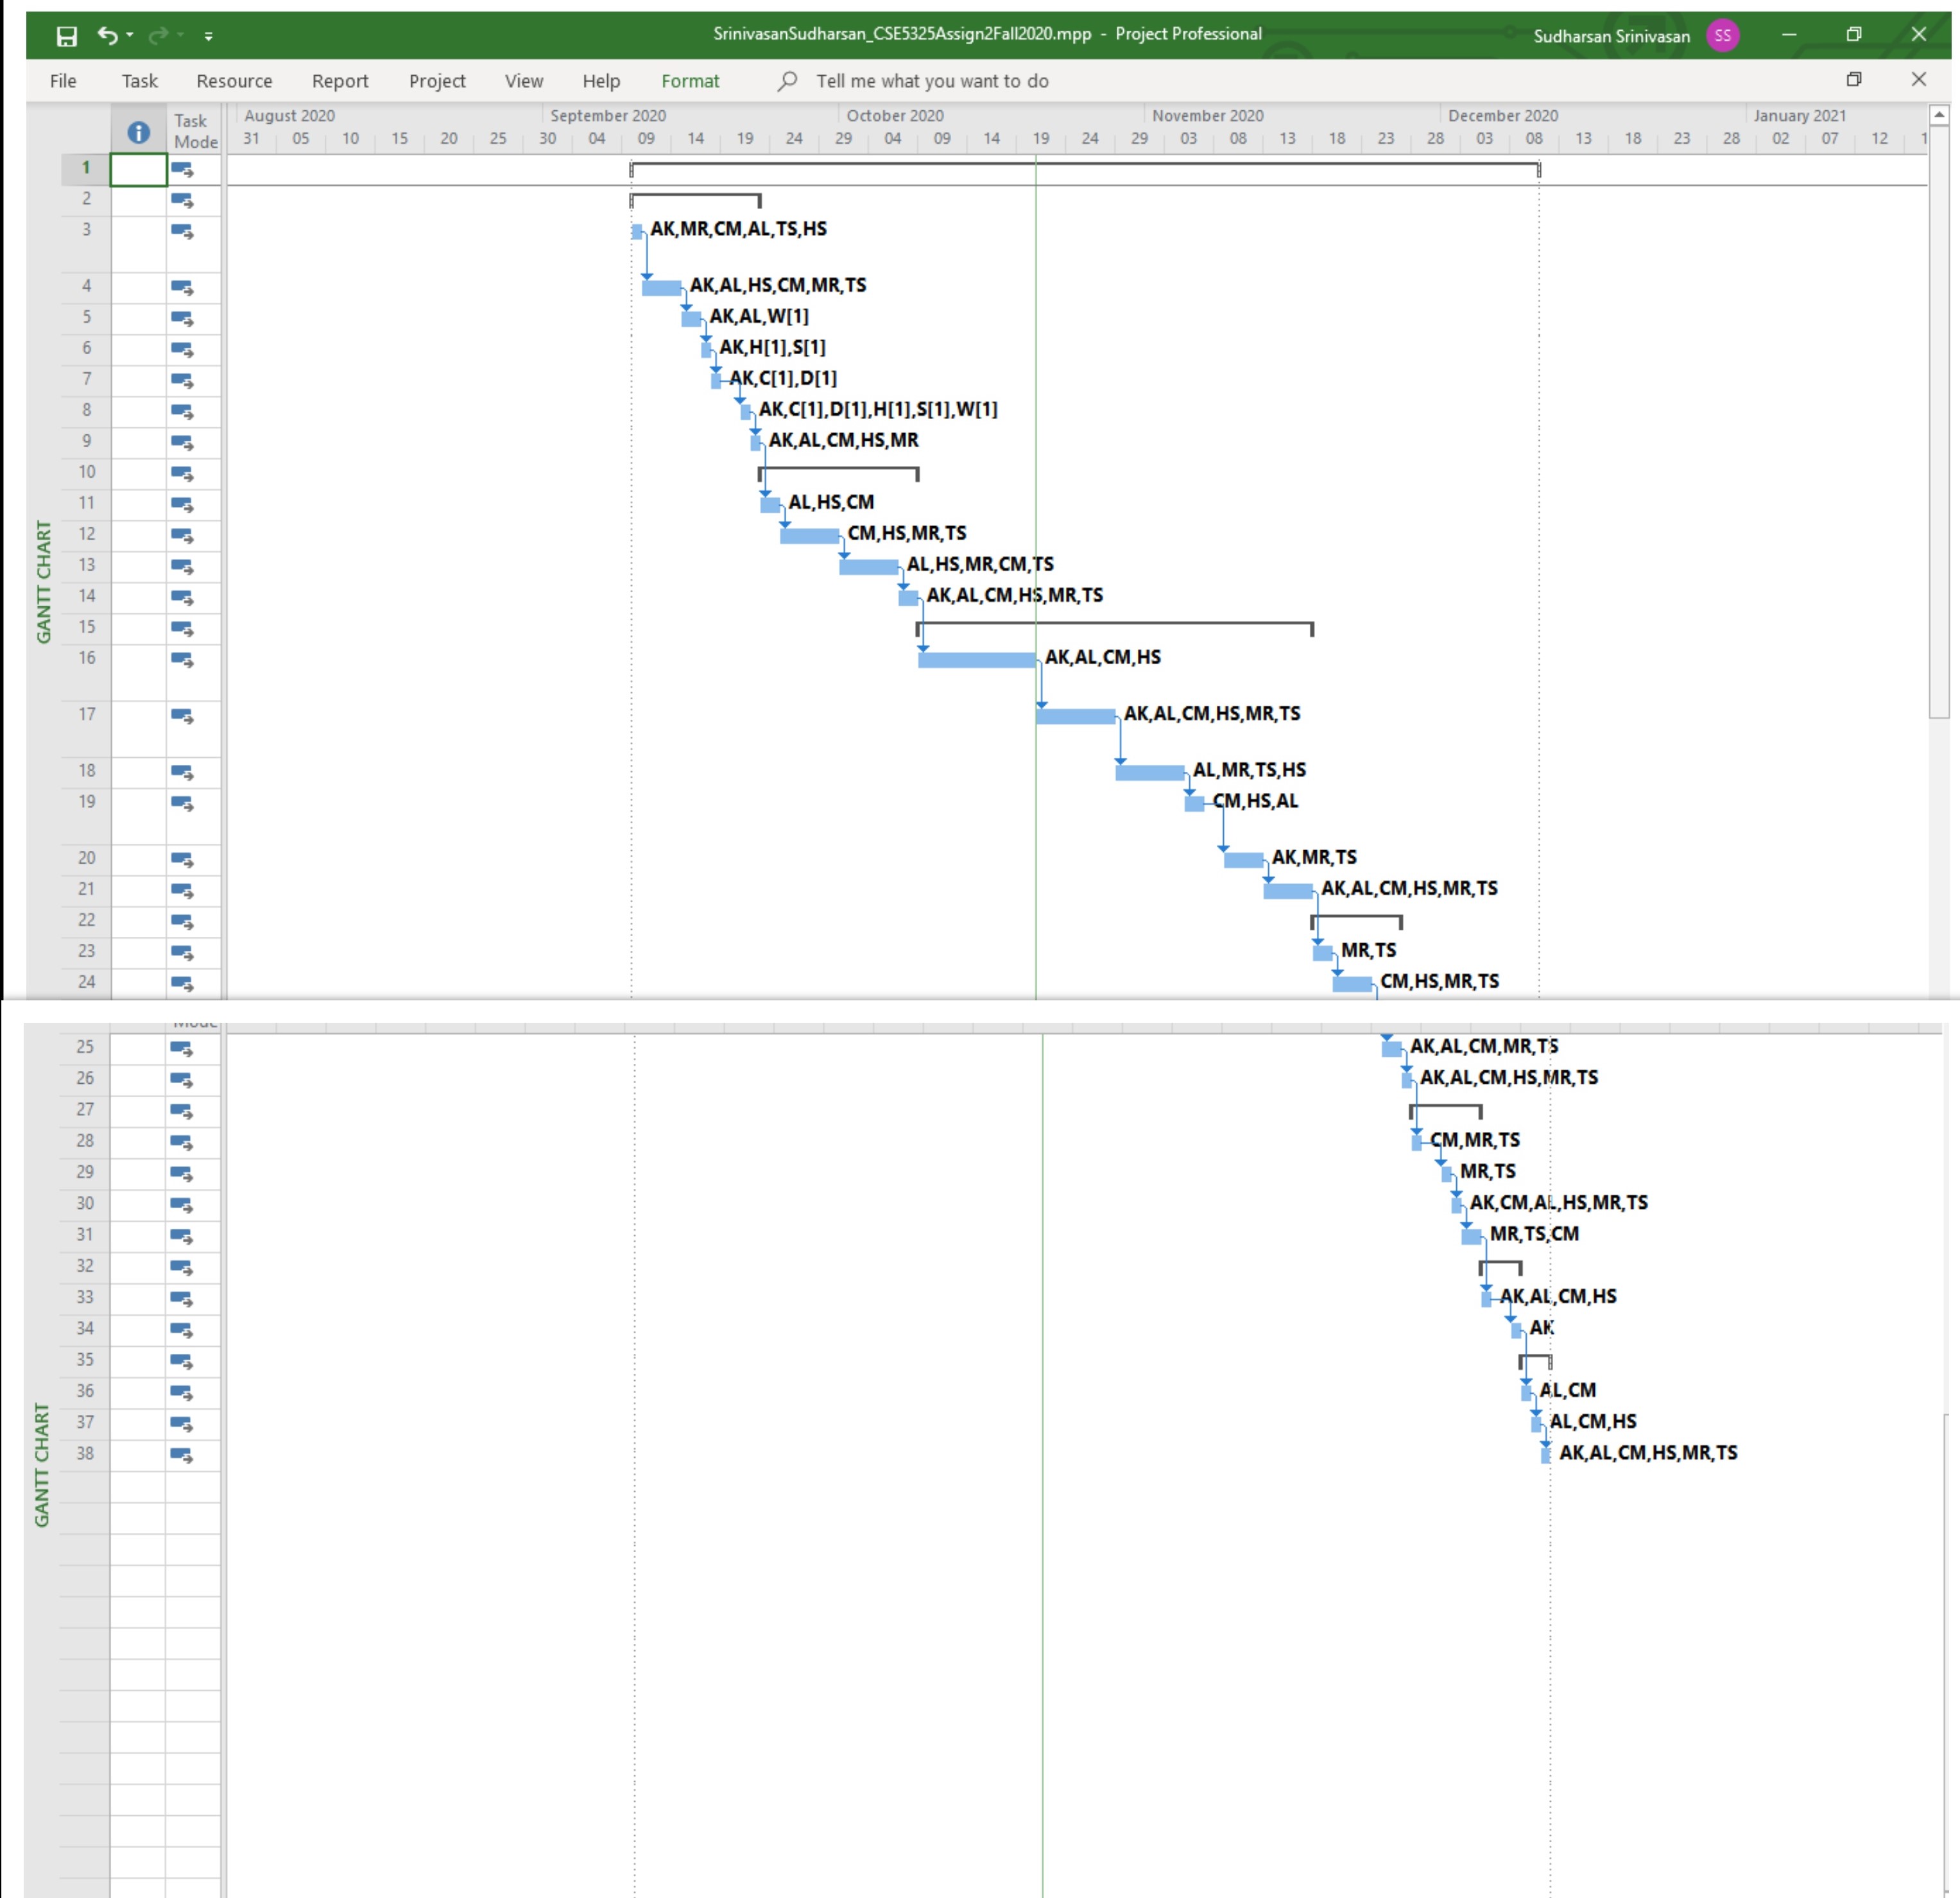 SrinivasanSudharsan_CSE5325Assign2Fall2020.mpp - Project Professional
Sudharsan Srinivasan SS
File Task Resource Report Project View Help Format Tell me what you want to do
Task Mode
August 2020 September 2020 October 2020 November 2020 December 2020 January 2021
31 05 10 15 20 25 30 04 09 14 19 24 29 04 09 14 19 24 29 03 08 13 18 23 28 03 08 13 18 23 28 02 07 12 1
GANTT CHART
1
2
3 AK,MR,CM,AL,TS,HS
4 AK,AL,HS,CM,MR,TS
5 AK,AL,W[1]
6 AK,H[1],S[1]
7 AK,C[1],D[1]
8 AK,C[1],D[1],H[1],S[1],W[1]
9 AK,AL,CM,HS,MR
10
11 AL,HS,CM
12 CM,HS,MR,TS
13 AL,HS,MR,CM,TS
14 AK,AL,CM,HS,MR,TS
15
16 AK,AL,CM,HS
17 AK,AL,CM,HS,MR,TS
18 AL,MR,TS,HS
19 CM,HS,AL
20 AK,MR,TS
21 AK,AL,CM,HS,MR,TS
22
23 MR,TS
24 CM,HS,MR,TS
Mode
GANTT CHART
25 AK,AL,CM,MR,TS
26 AK,AL,CM,HS,MR,TS
27
28 CM,MR,TS
29 MR,TS
30 AK,CM,AL,HS,MR,TS
31 MR,TS,CM
32
33 AK,AL,CM,HS
34 AK
35
36 AL,CM
37 AL,CM,HS
38 AK,AL,CM,HS,MR,TS